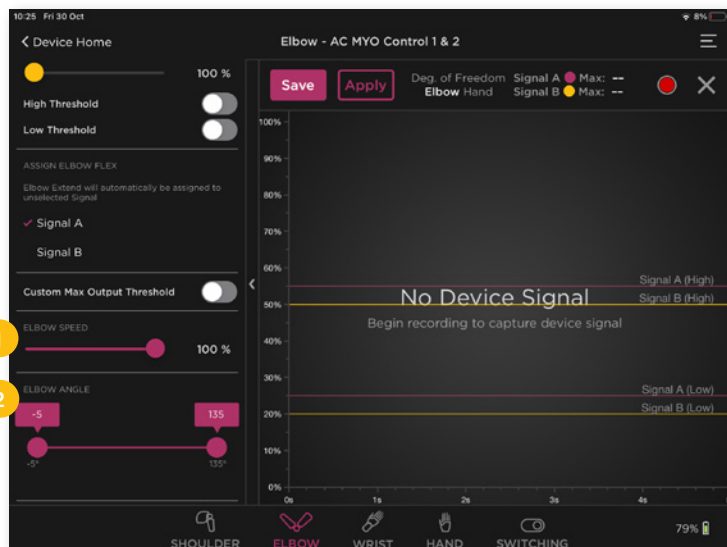 10:25 Fri 30 Oct
8%
Device Home
Elbow - AC MYO Control 1 & 2
100 %
High Threshold
Low Threshold
ASSIGN ELBOW FLEX
Elbow Extend will automatically be assigned to
unselected Signal
Signal A
Signal B
Custom Max Output Threshold
ELBOW SPEED
100 %
2
ELBOW ANGLE
-5 135
-5° 135°
Save Apply
Deg. of Freedom
Elbow Hand
Signal A Max: --
Signal B Max: --
100%
90%
80%
70%
60%
50%
40%
30%
20%
10%
0%
Signal A (High)
Signal B (High)
No Device Signal
Begin recording to capture device signal
Signal A (Low)
Signal B (Low)
0s 1s 2s 3s 4s
SHOULDER ELBOW WRIST HAND SWITCHING
79%